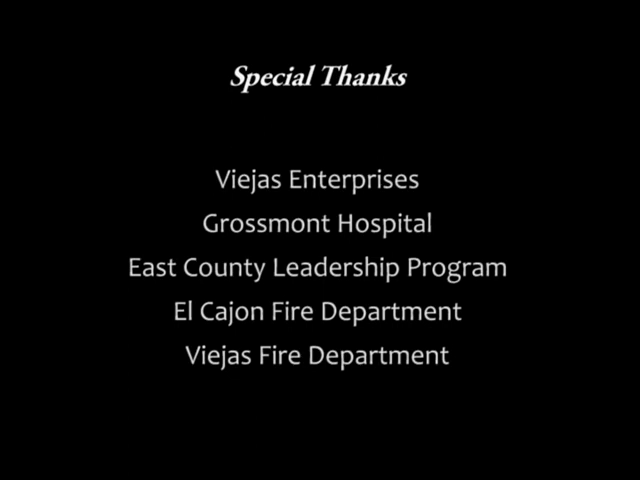 Special Thanks
Viejas Enterprises
Grossmont Hospital
East County Leadership Program
El Cajon Fire Department
Viejas Fire Department